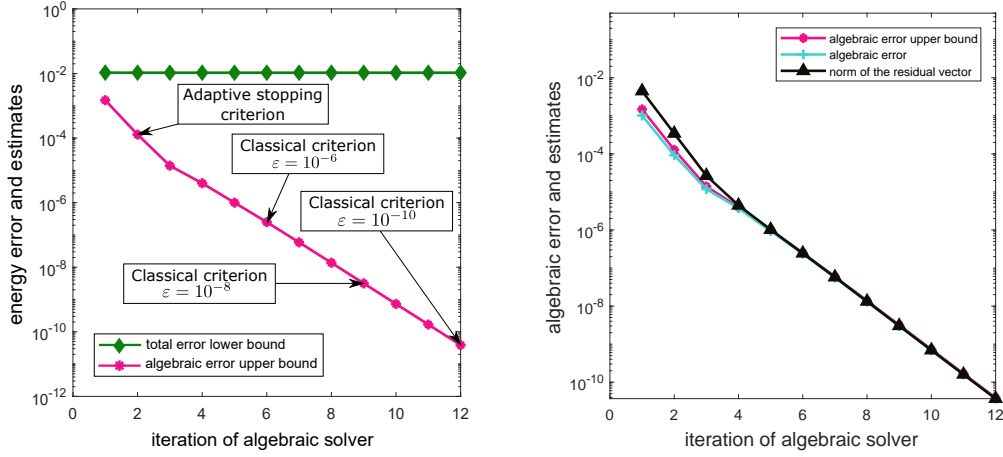 10^0
10^-2
10^-4
10^-6
10^-8
10^-10
10^-12
energy error and estimates
Adaptive stopping
criterion
Classical criterion
ε = 10^-6
Classical criterion
ε = 10^-10
Classical criterion
ε = 10^-8
total error lower bound
algebraic error upper bound
0 2 4 6 8 10 12
iteration of algebraic solver
10^-2
10^-4
10^-6
10^-8
10^-10
algebraic error and estimates
algebraic error upper bound
algebraic error
norm of the residual vector
0 2 4 6 8 10 12
iteration of algebraic solver